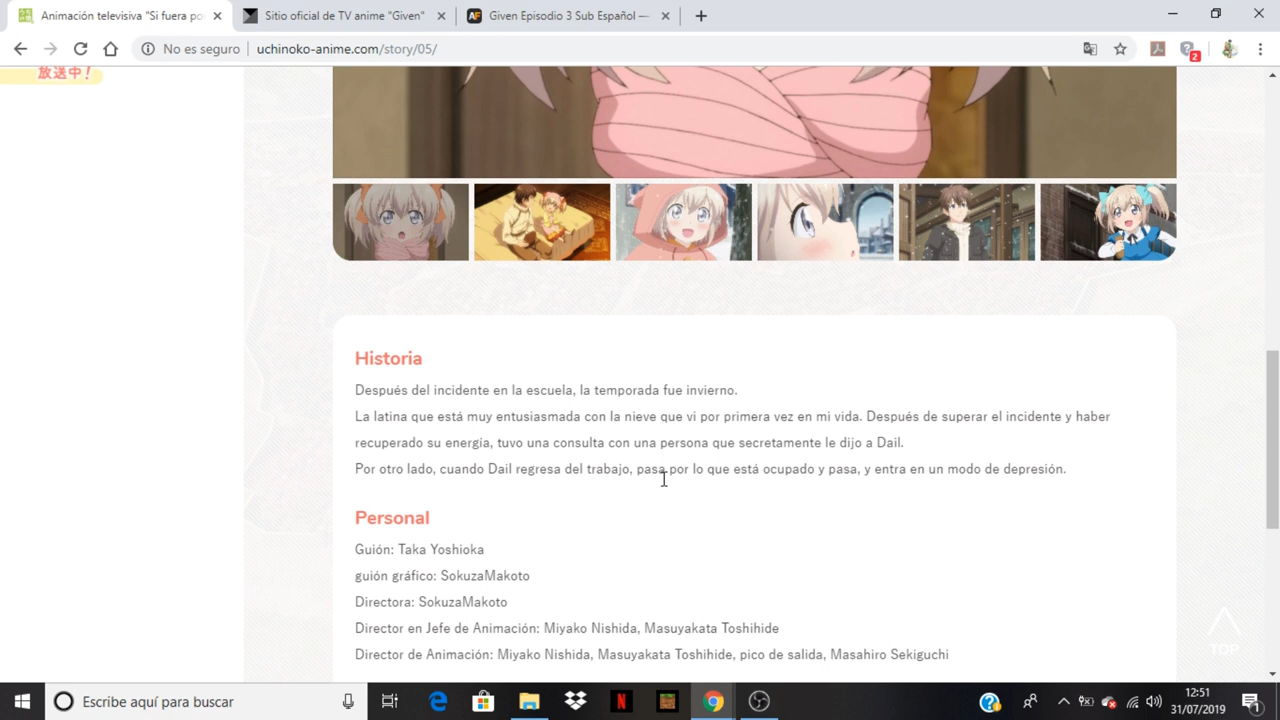 Animación televisiva "Si fuera po
Sitio oficial de TV anime "Given"
Given Episodio 3 Sub Español —
No es seguro
uchinoko-anime.com/story/05/
2
放送中!
Historia
Después del incidente en la escuela, la temporada fue invierno.
La latina que está muy entusiasmada con la nieve que vi por primera vez en mi vida. Después de superar el incidente y haber
recuperado su energía, tuvo una consulta con una persona que secretamente le dijo a Dail.
Por otro lado, cuando Dail regresa del trabajo, pasa por lo que está ocupado y pasa, y entra en un modo de depresión.
Personal
Guión: Taka Yoshioka
guión gráfico: SokuzaMakoto
Directora: SokuzaMakoto
Director en Jefe de Animación: Miyako Nishida, Masuyakata Toshihide
Director de Animación: Miyako Nishida, Masuyakata Toshihide, pico de salida, Masahiro Sekiguchi
TOP
Escribe aquí para buscar
12:51
31/07/2019
1